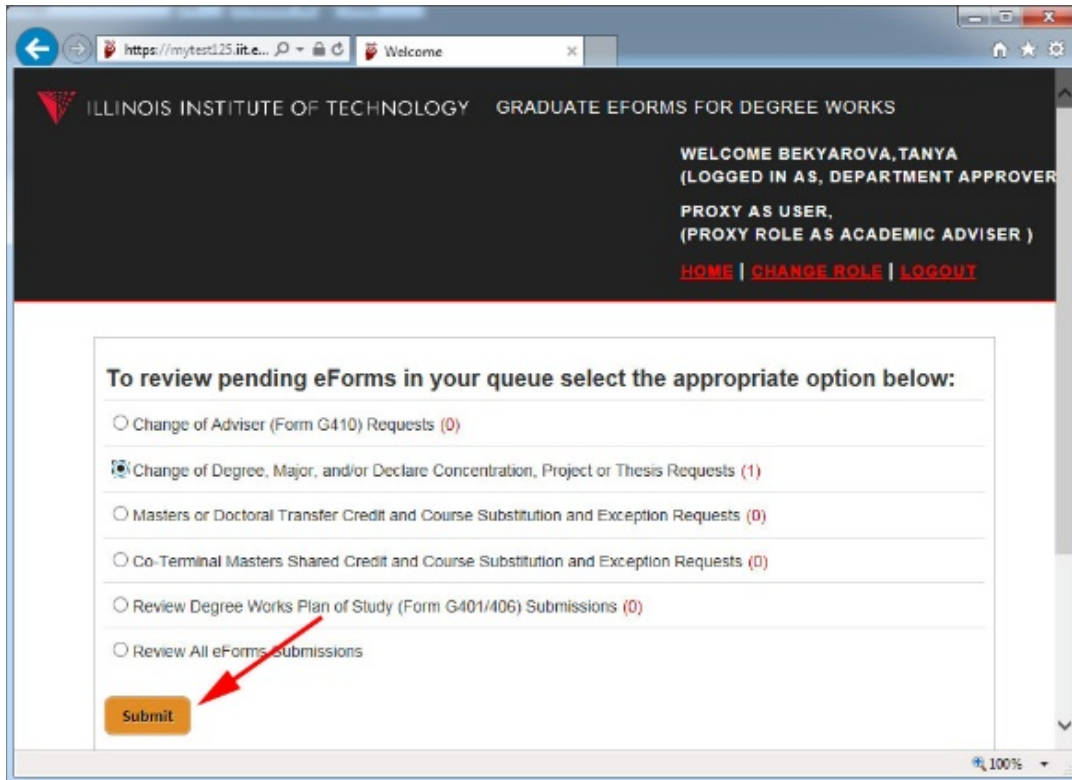 https://mytest125.iit.e...
Welcome
ILLINOIS INSTITUTE OF TECHNOLOGY GRADUATE EFORMS FOR DEGREE WORKS
WELCOME BEKYAROVA,TANYA
(LOGGED IN AS, DEPARTMENT APPROVER
PROXY AS USER,
(PROXY ROLE AS ACADEMIC ADVISER )
HOME | CHANGE ROLE | LOGOUT
To review pending eForms in your queue select the appropriate option below:
Change of Adviser (Form G410) Requests (0)
Change of Degree, Major, and/or Declare Concentration, Project or Thesis Requests (1)
Masters or Doctoral Transfer Credit and Course Substitution and Exception Requests (0)
Co-Terminal Masters Shared Credit and Course Substitution and Exception Requests (0)
Review Degree Works Plan of Study (Form G401/406) Submissions (0)
Review All eForms Submissions
Submit
100%